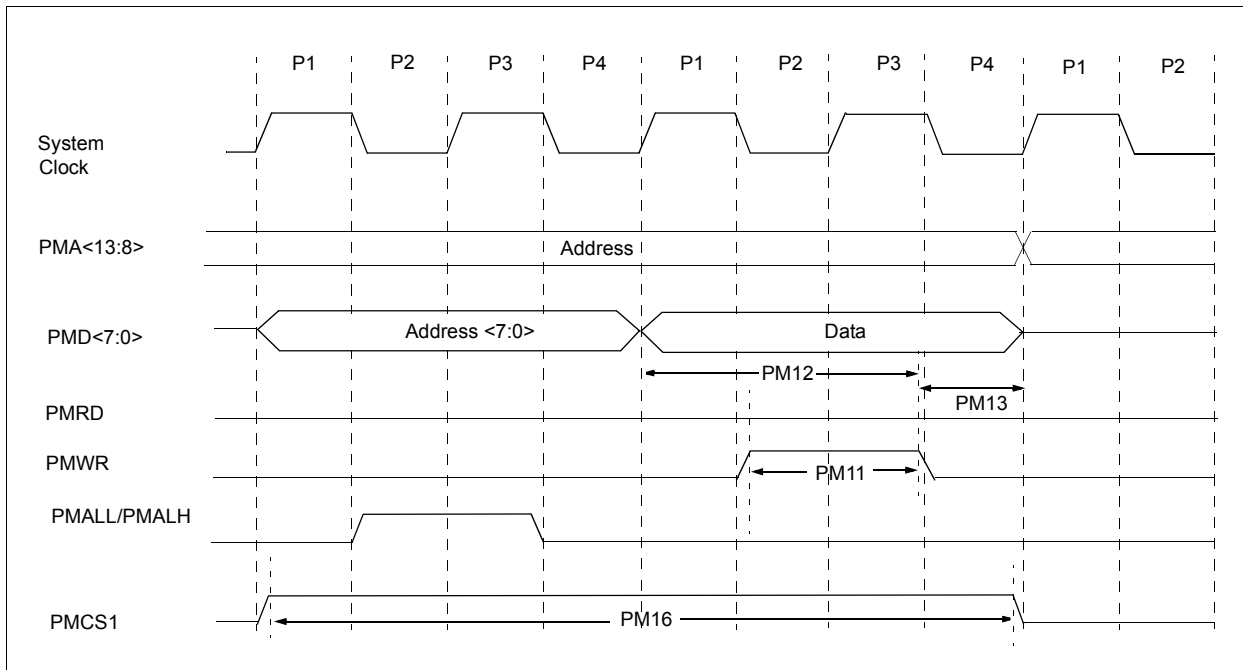 P1 P2 P3 P4 P1 P2 P3 P4 P1 P2
System
Clock
PMA<13:8>
Address
PMD<7:0>
Address <7:0>
Data
PM12
PM13
PMRD
PMWR
PM11
PMALL/PMALH
PMCS1
PM16